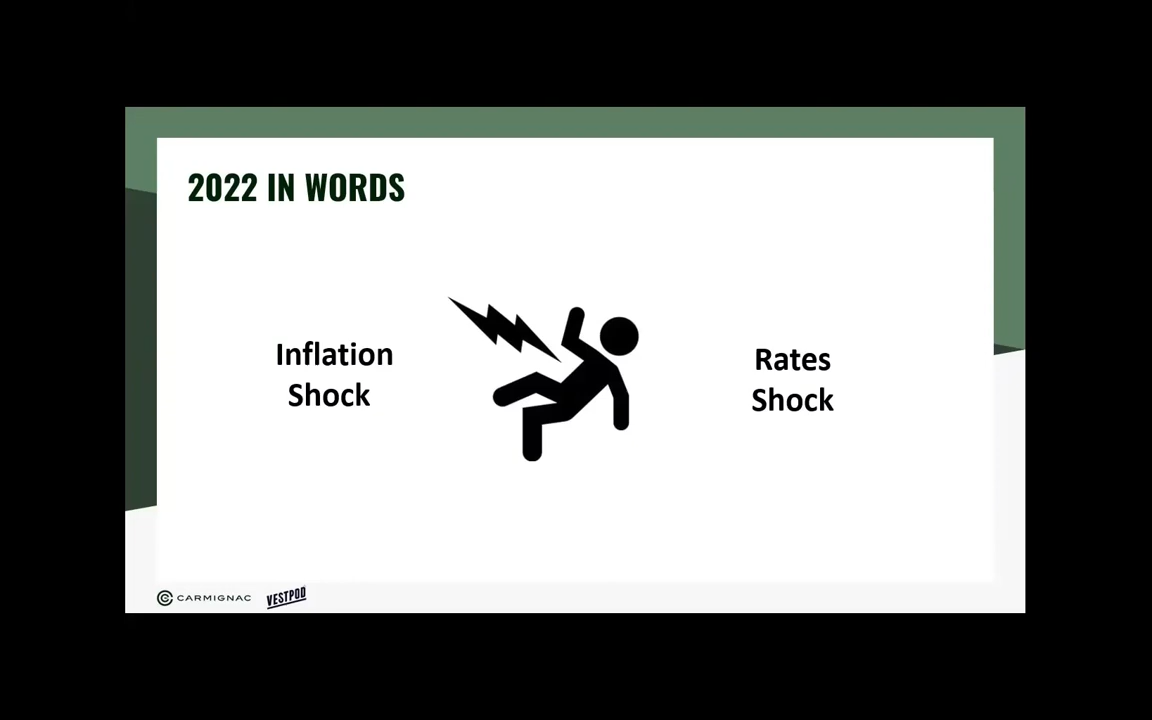 2022 IN WORDS
Inflation
Shock
Rates
Shock
CARMIGNAC
VESTPOD